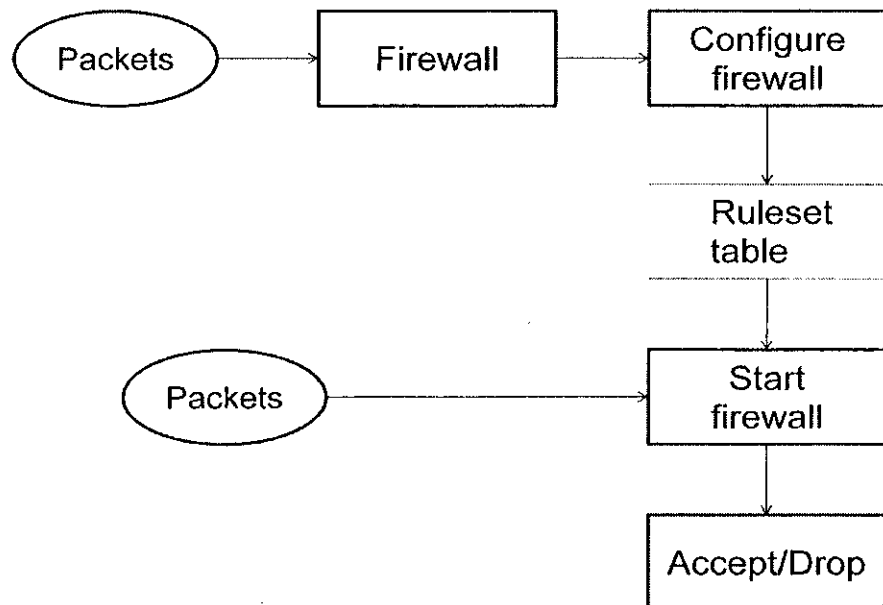 Packets
Firewall
Configure
firewall
Ruleset
table
Packets
Start
firewall
Accept/Drop